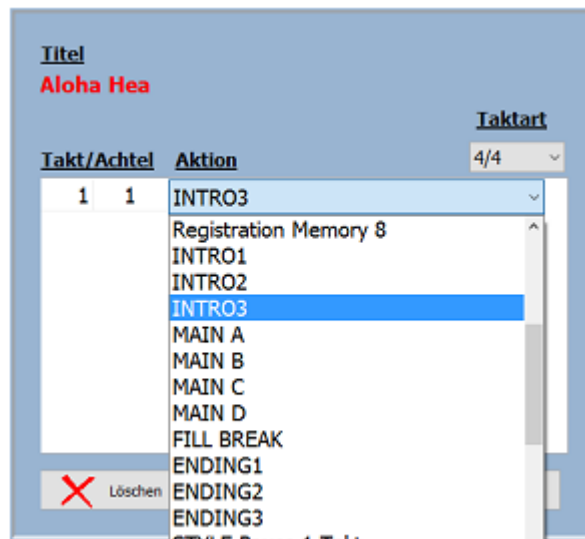 Titel
Aloha Hea
Taktart
Takt/Achtel Aktion 4/4
1 1 INTRO3
Registration Memory 8
INTRO1
INTRO2
INTRO3
MAIN A
MAIN B
MAIN C
MAIN D
FILL BREAK
ENDING1
Löschen ENDING2
ENDING3